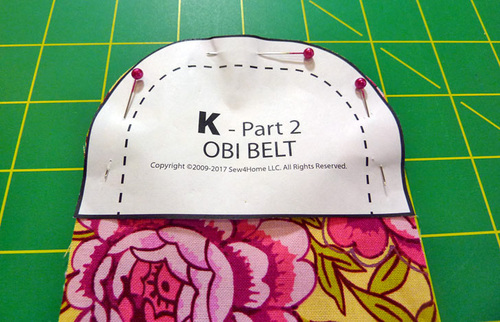 K - Part 2
OBI BELT
Copyright ©2009-2017 Sew4Home LLC. All Rights Reserved.